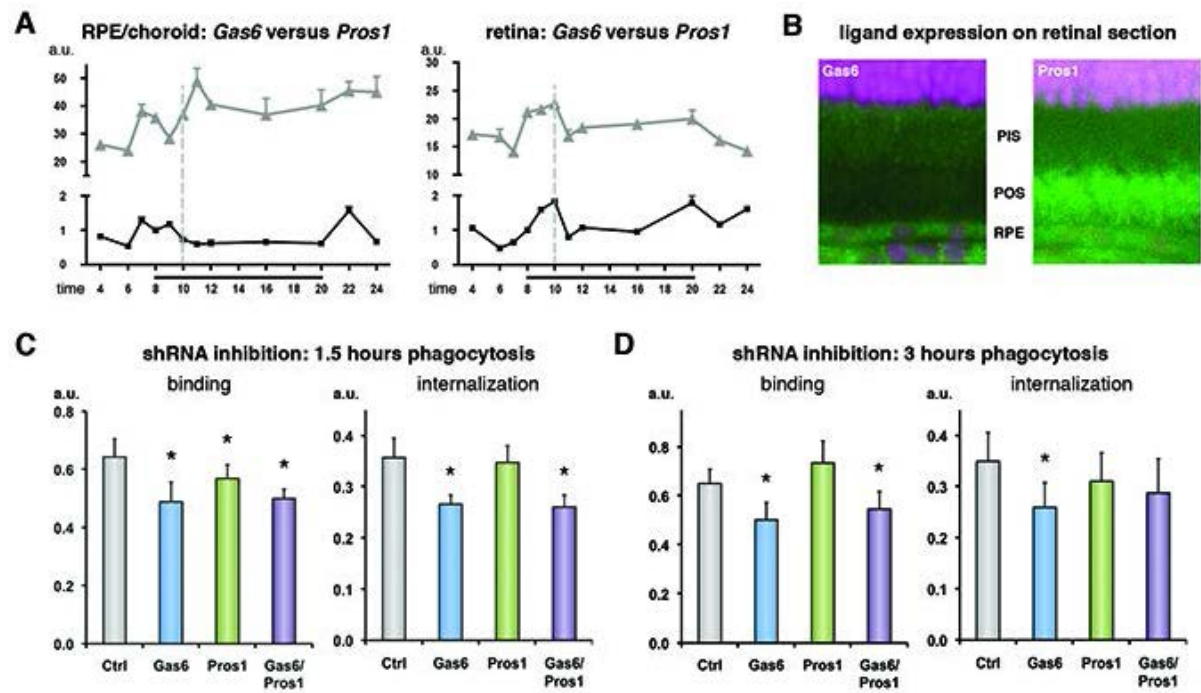 A
RPE/choroid: Gas6 versus Pros1
a.u.
50
40
30
20
2
1
0
time 4 6 7 8 10 12 14 16 18 20 22 24
retina: Gas6 versus Pros1
a.u.
30
25
20
15
10
2
1
0
time 4 6 7 8 10 12 14 16 18 20 22 24
B
ligand expression on retinal section
Gas6
Pros1
PIS
POS
RPE
C
shRNA inhibition: 1.5 hours phagocytosis
binding
a.u.
0.8
0.6
0.4
0.2
0.0
* * *
Ctrl Gas6 Pros1 Gas6/
Pros1
internalization
a.u.
0.4
0.3
0.2
0.1
0.0
* *
Ctrl Gas6 Pros1 Gas6/
Pros1
D
shRNA inhibition: 3 hours phagocytosis
binding
a.u.
0.8
0.6
0.4
0.2
0.0
* *
Ctrl Gas6 Pros1 Gas6/
Pros1
internalization
a.u.
0.4
0.3
0.2
0.1
0.0
*
Ctrl Gas6 Pros1 Gas6/
Pros1